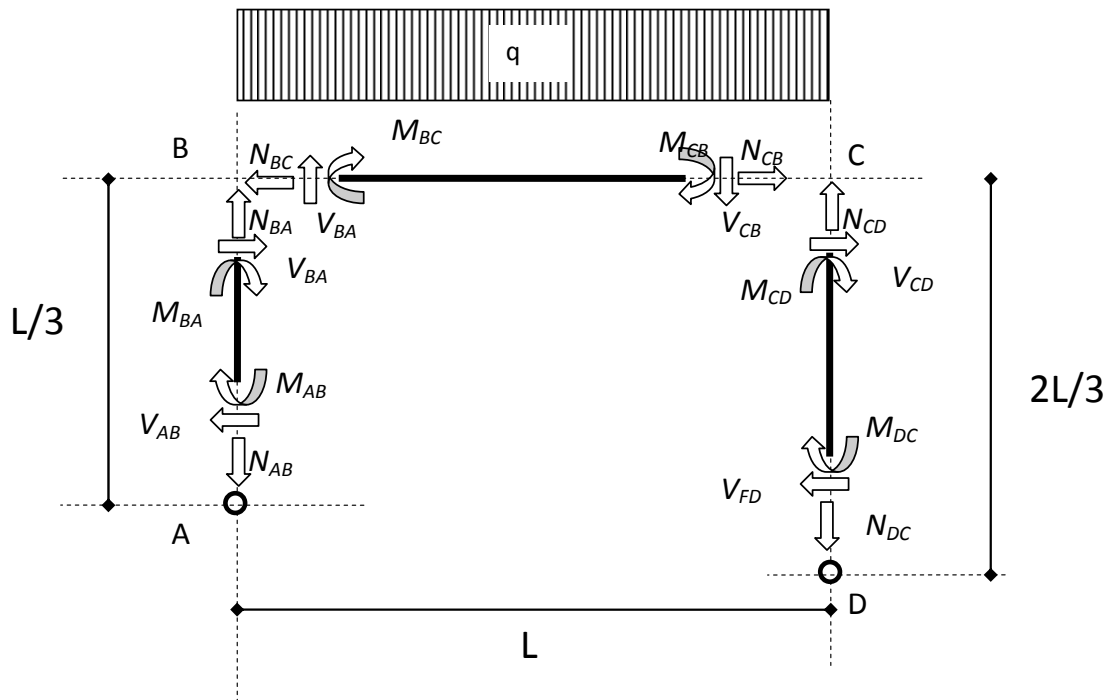 q
B
M_BC
M_CB
N_CB
C
N_BC
V_BA
V_CB
N_BA
N_CD
V_BA
M_CD
V_CD
M_BA
L/3
M_AB
2L/3
V_AB
M_DC
N_AB
V_FD
A
N_DC
D
L